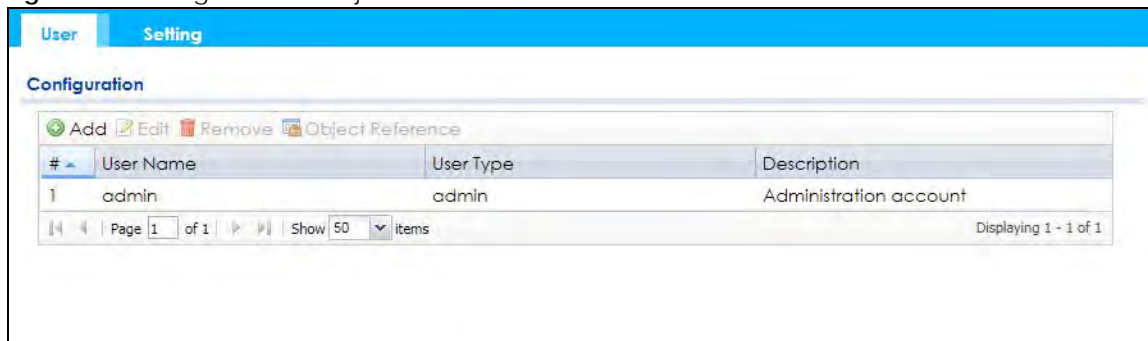 User Setting
Configuration
Add Edit Remove Object Reference
# User Name User Type Description
1 admin admin Administration account
Page 1 of 1 Show 50 items Displaying 1 - 1 of 1